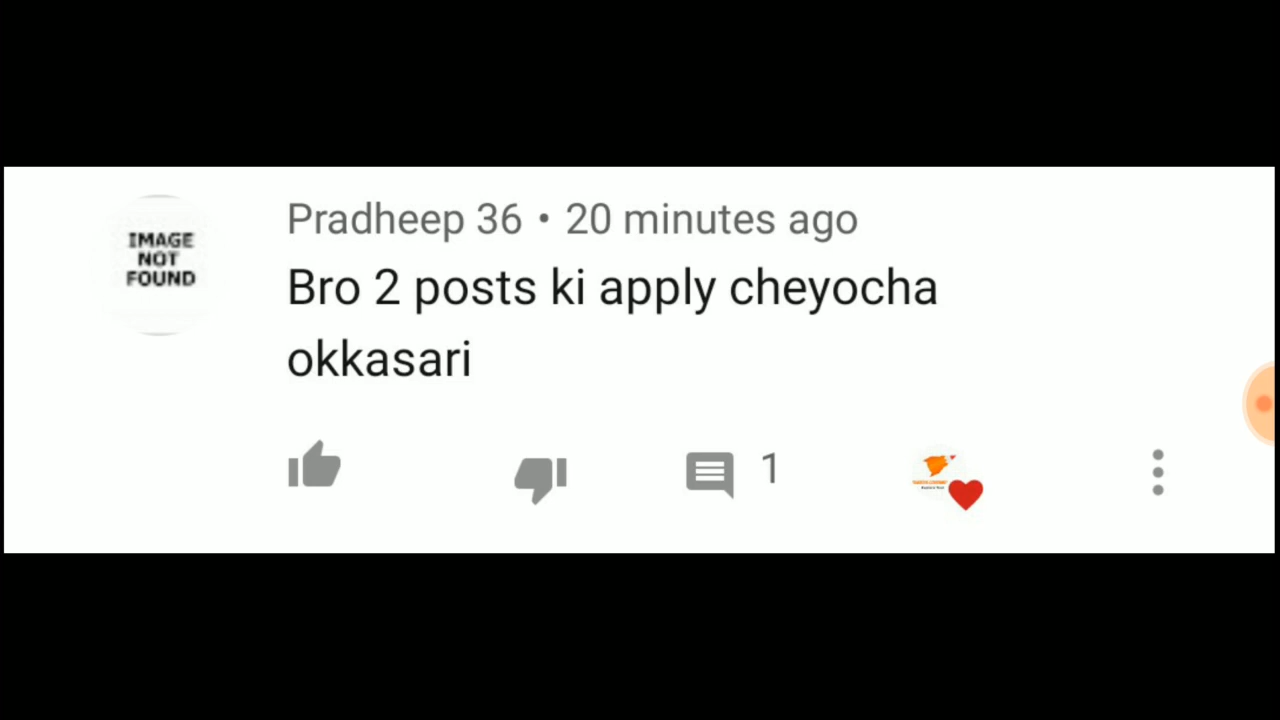 IMAGE
NOT
FOUND
Pradheep 36 • 20 minutes ago
Bro 2 posts ki apply cheyocha
okkasari
1